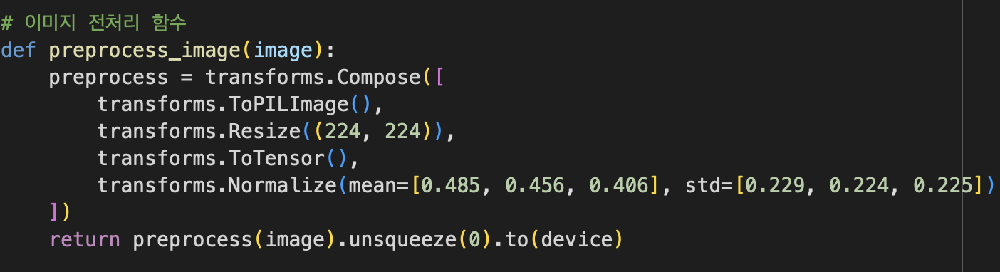 # 이미지 전처리 함수
def preprocess_image(image):
    preprocess = transforms.Compose([
        transforms.ToPILImage(),
        transforms.Resize((224, 224)),
        transforms.ToTensor(),
        transforms.Normalize(mean=[0.485, 0.456, 0.406], std=[0.229, 0.224, 0.225])
    ])
    return preprocess(image).unsqueeze(0).to(device)